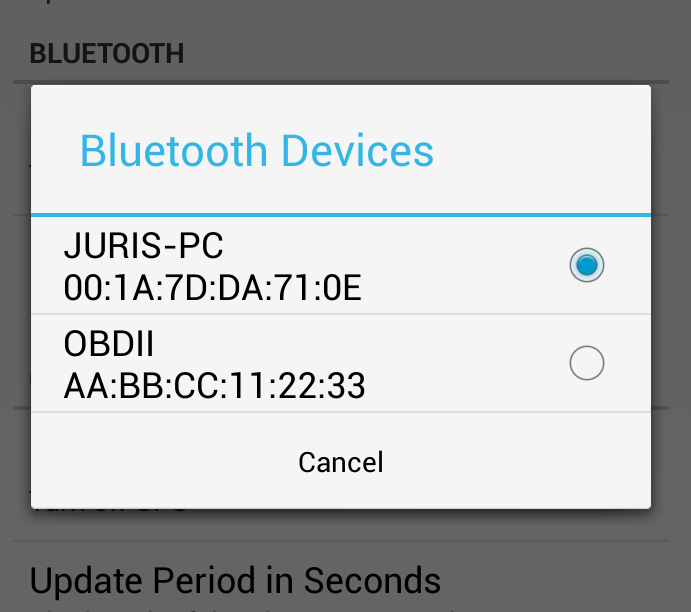 BLUETOOTH
Bluetooth Devices
JURIS-PC
00:1A:7D:DA:71:0E
OBDII
AA:BB:CC:11:22:33
Cancel
Update Period in Seconds